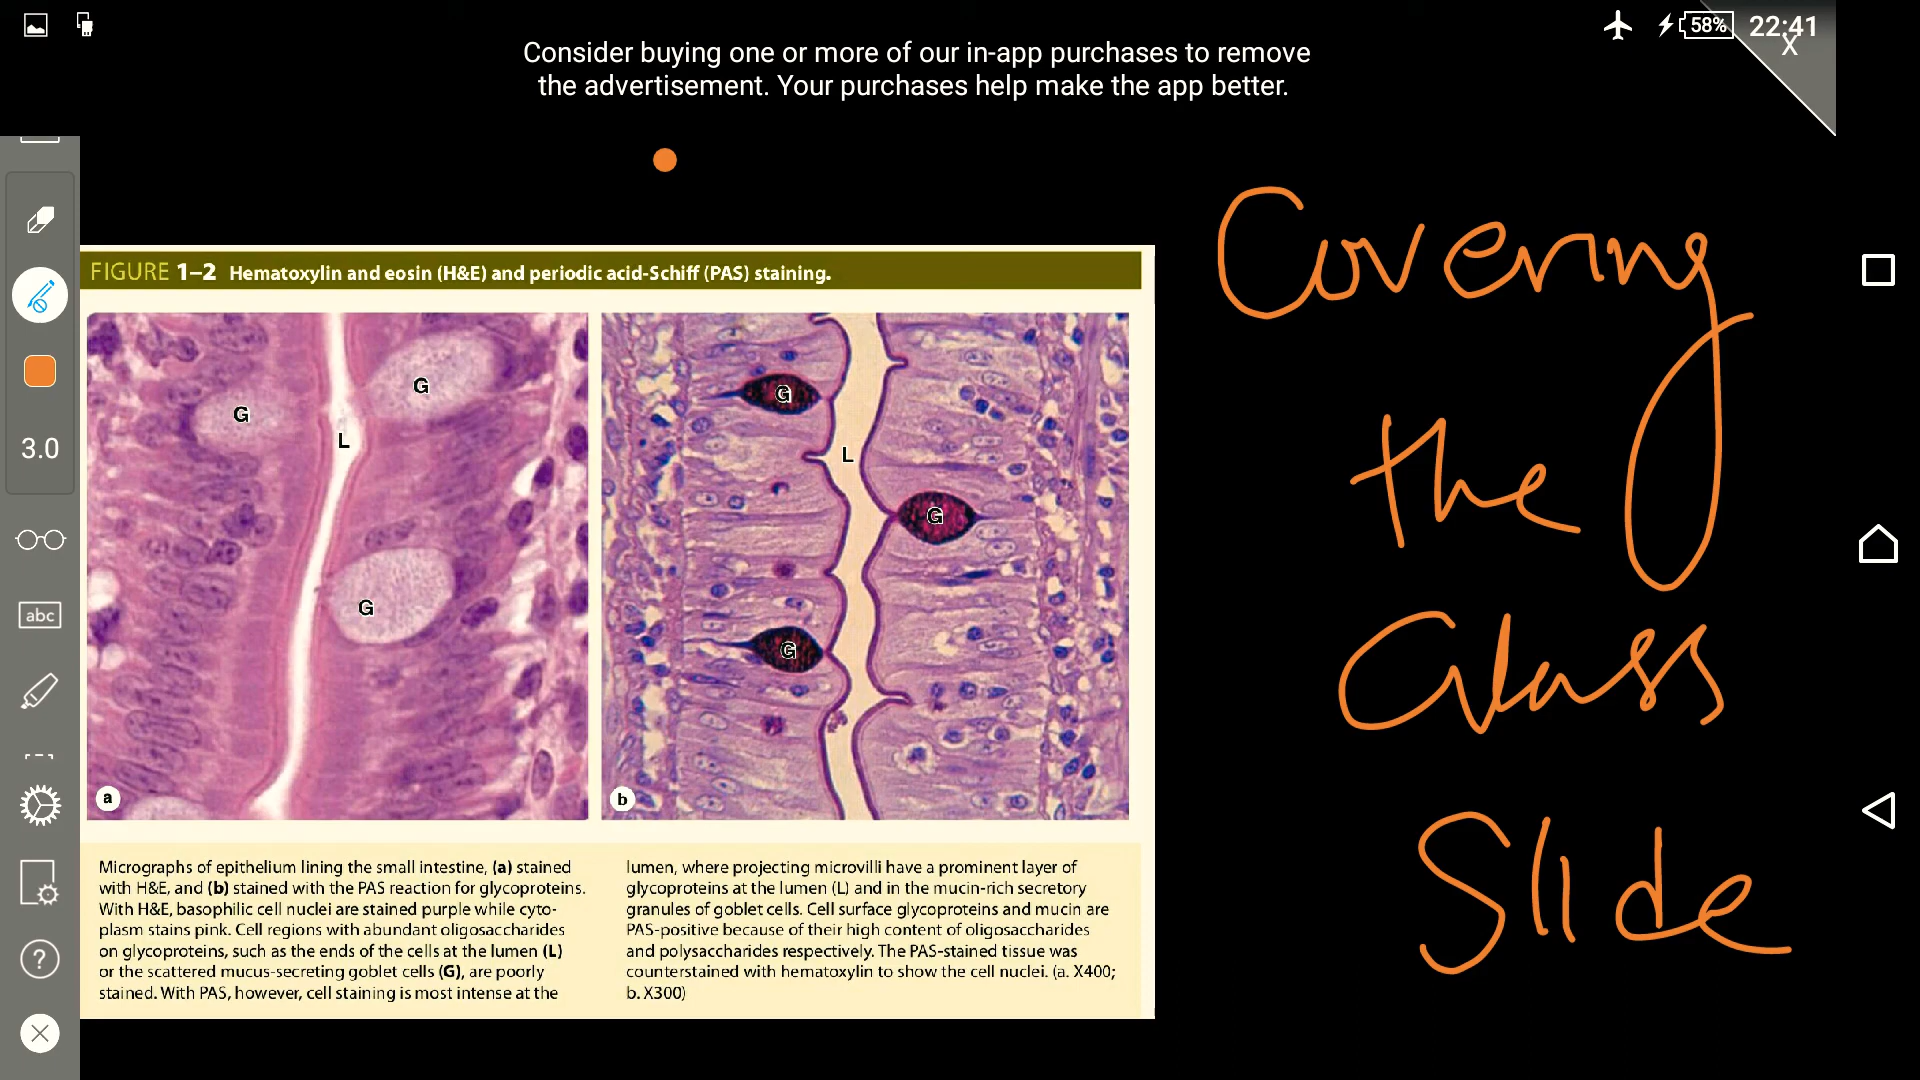 58% 22:41
X
Consider buying one or more of our in-app purchases to remove
the advertisement. Your purchases help make the app better.
3.0
abc
?
FIGURE 1–2 Hematoxylin and eosin (H&E) and periodic acid-Schiff (PAS) staining.
G
G
L
G
a
G
L
G
G
b
Micrographs of epithelium lining the small intestine, (a) stained
with H&E, and (b) stained with the PAS reaction for glycoproteins.
With H&E, basophilic cell nuclei are stained purple while cyto-
plasm stains pink. Cell regions with abundant oligosaccharides
on glycoproteins, such as the ends of the cells at the lumen (L)
or the scattered mucus-secreting goblet cells (G), are poorly
stained. With PAS, however, cell staining is most intense at the
lumen, where projecting microvilli have a prominent layer of
glycoproteins at the lumen (L) and in the mucin-rich secretory
granules of goblet cells. Cell surface glycoproteins and mucin are
PAS-positive because of their high content of oligosaccharides
and polysaccharides respectively. The PAS-stained tissue was
counterstained with hematoxylin to show the cell nuclei. (a. X400;
b. X300)
Covering
the
Glass
Slide